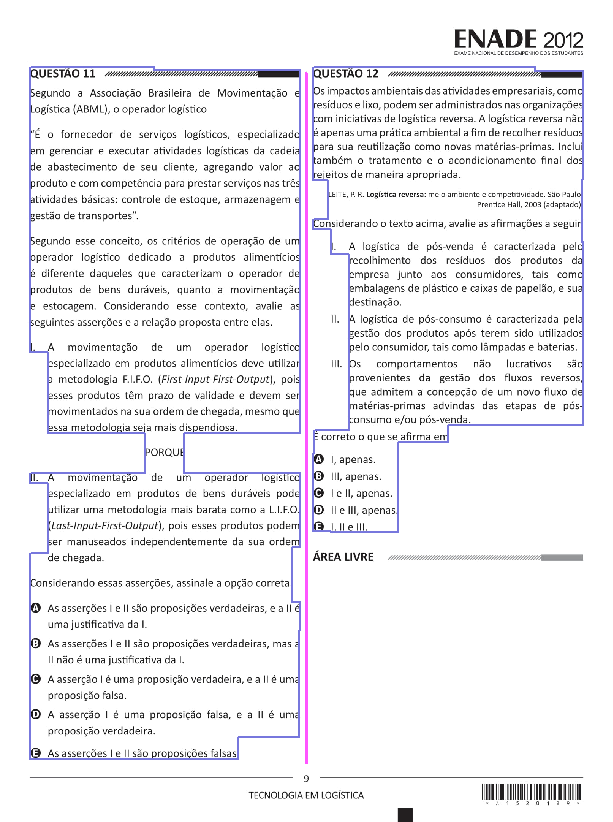 ENADE 2012
EXAME NACIONAL DE DESEMPENHO DOS ESTUDANTES
QUESTÃO 11
Segundo a Associação Brasileira de Movimentação e
Logística (ABML), o operador logístico
“É o fornecedor de serviços logísticos, especializado
em gerenciar e executar atividades logísticas da cadeia
de abastecimento de seu cliente, agregando valor ao
produto e com competência para prestar serviços nas três
atividades básicas: controle de estoque, armazenagem e
gestão de transportes”.
Segundo esse conceito, os critérios de operação de um
operador logístico dedicado a produtos alimentícios
é diferente daqueles que caracterizam o operador de
produtos de bens duráveis, quanto a movimentação
e estocagem. Considerando esse contexto, avalie as
seguintes asserções e a relação proposta entre elas.
I. A movimentação de um operador logístico
especializado em produtos alimentícios deve utilizar
a metodologia F.I.F.O. (First Input First-Output), pois
esses produtos têm prazo de validade e devem ser
movimentados na sua ordem de chegada, mesmo que
essa metodologia seja mais dispendiosa.
PORQUE
II. A movimentação de um operador logístico
especializado em produtos de bens duráveis pode
utilizar uma metodologia mais barata como a L.I.F.O.
(Last-Input-First-Output), pois esses produtos podem
ser manuseados independentemente da sua ordem
de chegada.
Considerando essas asserções, assinale a opção correta
A As asserções I e II são proposições verdadeiras, e a II é
uma justificativa da I.
B As asserções I e II são proposições verdadeiras, mas a
II não é uma justificativa da I.
C A asserção I é uma proposição verdadeira, e a II é uma
proposição falsa.
D A asserção I é uma proposição falsa, e a II é uma
proposição verdadeira.
E As asserções I e II são proposições falsas
QUESTÃO 12
Os impactos ambientais das atividades empresariais, como
resíduos e lixo, podem ser administrados nas organizações
com iniciativas de logística reversa. A logística reversa não
é apenas uma prática ambiental a fim de recolher resíduos
para sua reutilização como novas matérias-primas. Inclui
também o tratamento e o acondicionamento final dos
rejeitos de maneira apropriada.
LEITE, P. R. Logística reversa: meio ambiente e competitividade. São Paulo
Prentice Hall, 2003 (adaptado)
Considerando o texto acima, avalie as afirmações a seguir
I. A logística de pós-venda é caracterizada pelo
recolhimento dos resíduos dos produtos da
empresa junto aos consumidores, tais como
embalagens de plástico e caixas de papelão, e sua
destinação.
II. A logística de pós-consumo é caracterizada pela
gestão dos produtos após terem sido utilizados
pelo consumidor, tais como lâmpadas e baterias.
III. Os comportamentos não lucrativos são
provenientes da gestão dos fluxos reversos,
que admitem a concepção de um novo fluxo de
matérias-primas advindas das etapas de pós-
consumo e/ou pós-venda.
É correto o que se afirma em
A I, apenas.
B III, apenas.
C I e II, apenas.
D II e III, apenas.
E I, II e III.
ÁREA LIVRE
9
TECNOLOGIA EM LOGÍSTICA